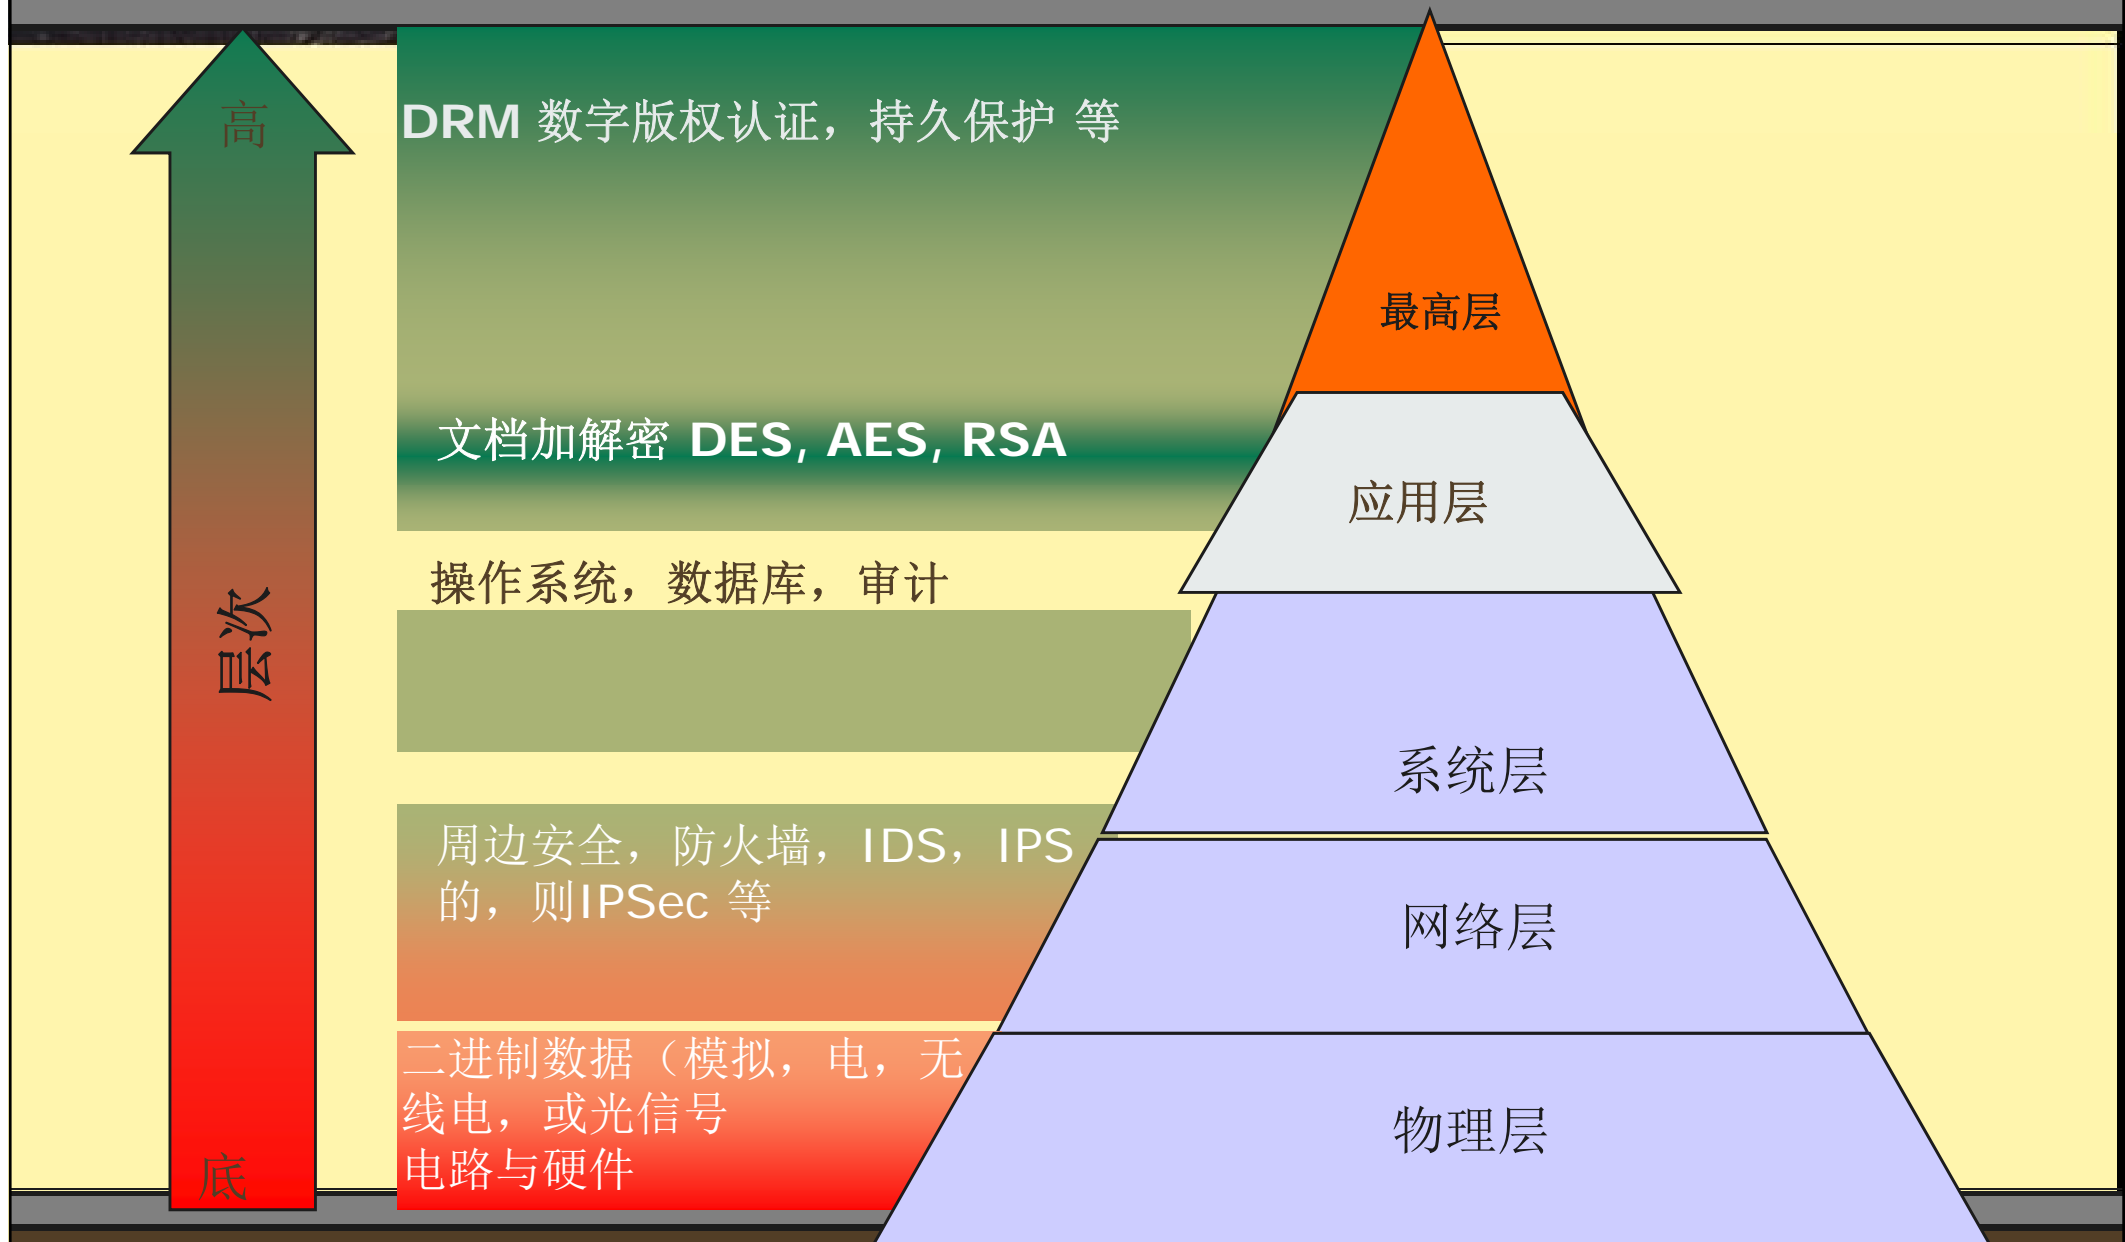 高
DRM 数字版权认证，持久保护 等
最高层
文档加解密 DES, AES, RSA
应用层
操作系统，数据库，审计
层次
系统层
周边安全，防火墙，IDS，IPS
的，则IPSec 等
网络层
二进制数据（模拟，电，无
线电，或光信号
电路与硬件
物理层
底